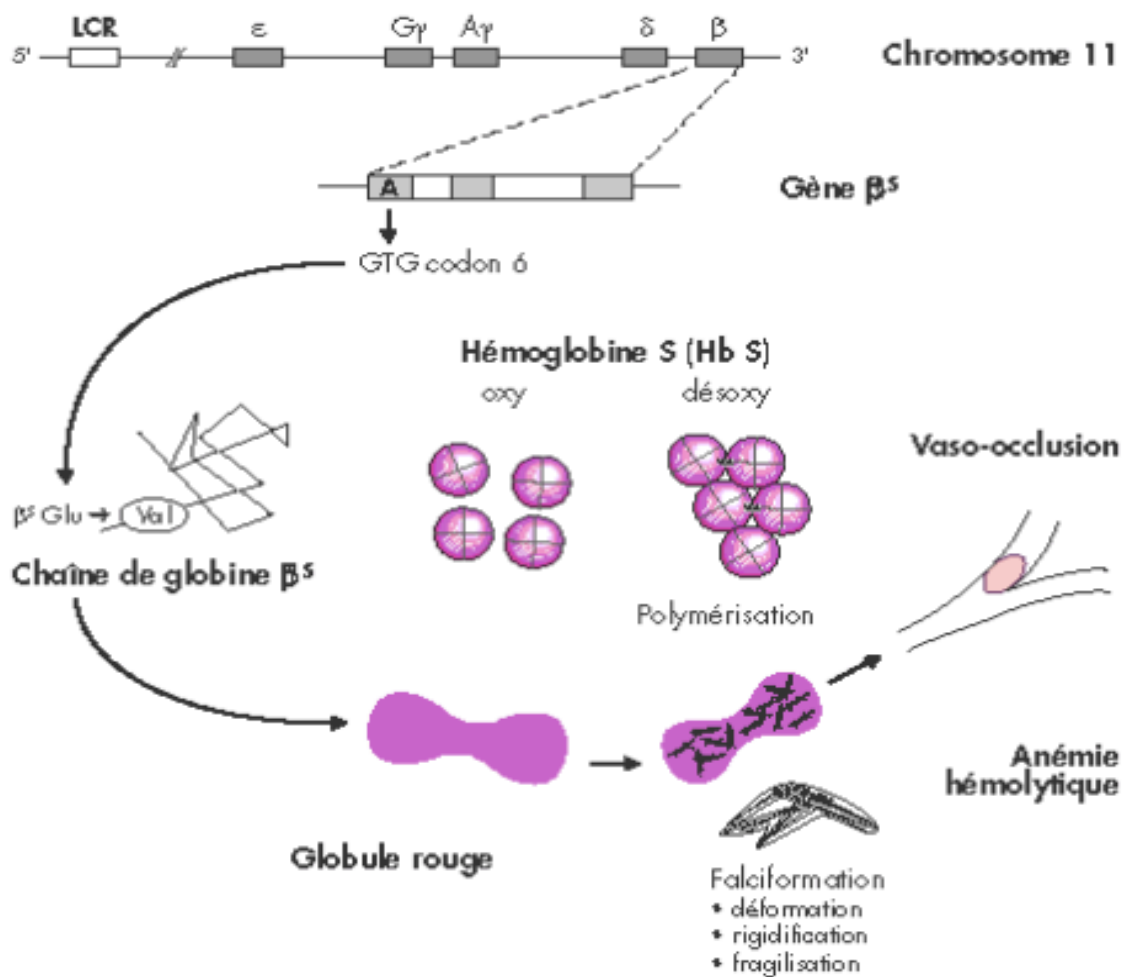 LCR ε Gγ Aγ δ β
5' 3' Chromosome 11
A Gène βˢ
GTG codon 6
Hémoglobine S (Hb S)
oxy désoxy
Vaso-occlusion
βˢ Glu → Val
Chaîne de globine βˢ
Polymérisation
Anémie
hémolytique
Globule rouge
Falciformation
• déformation
• rigidification
• fragilisation